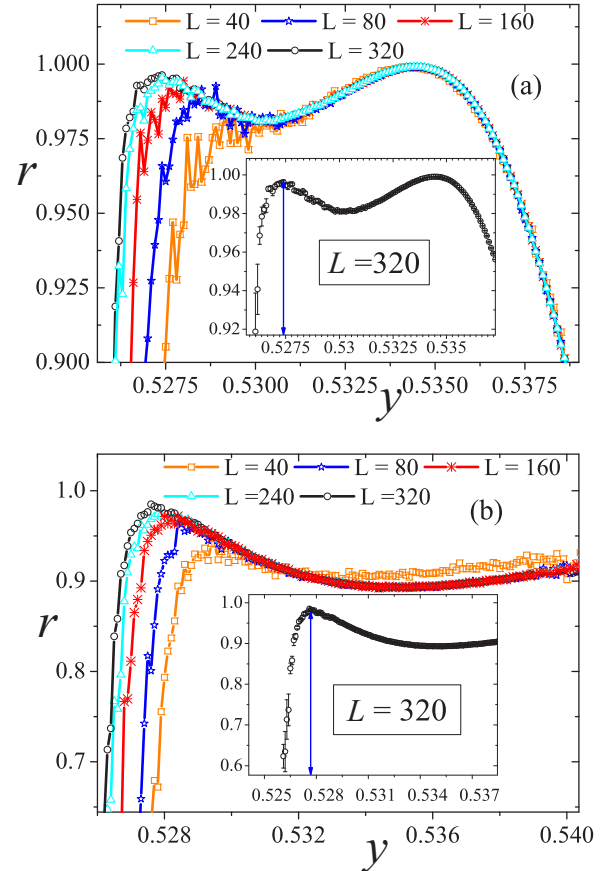 L = 40 L = 80 L = 160
L = 240 L = 320
(a)
1.000
0.975
0.950
0.925
0.900
r
1.00
0.98
0.96
0.94
0.92
L =320
0.5275 0.53 0.5325 0.535
0.5275 0.5300 0.5325 0.5350 0.5375
y
L = 40 L = 80 L = 160
L =240 L =320
(b)
1.0
0.9
0.8
0.7
r
1.0
0.9
0.8
0.7
0.6
L = 320
0.525 0.528 0.531 0.534 0.537
0.528 0.532 0.536 0.540
y